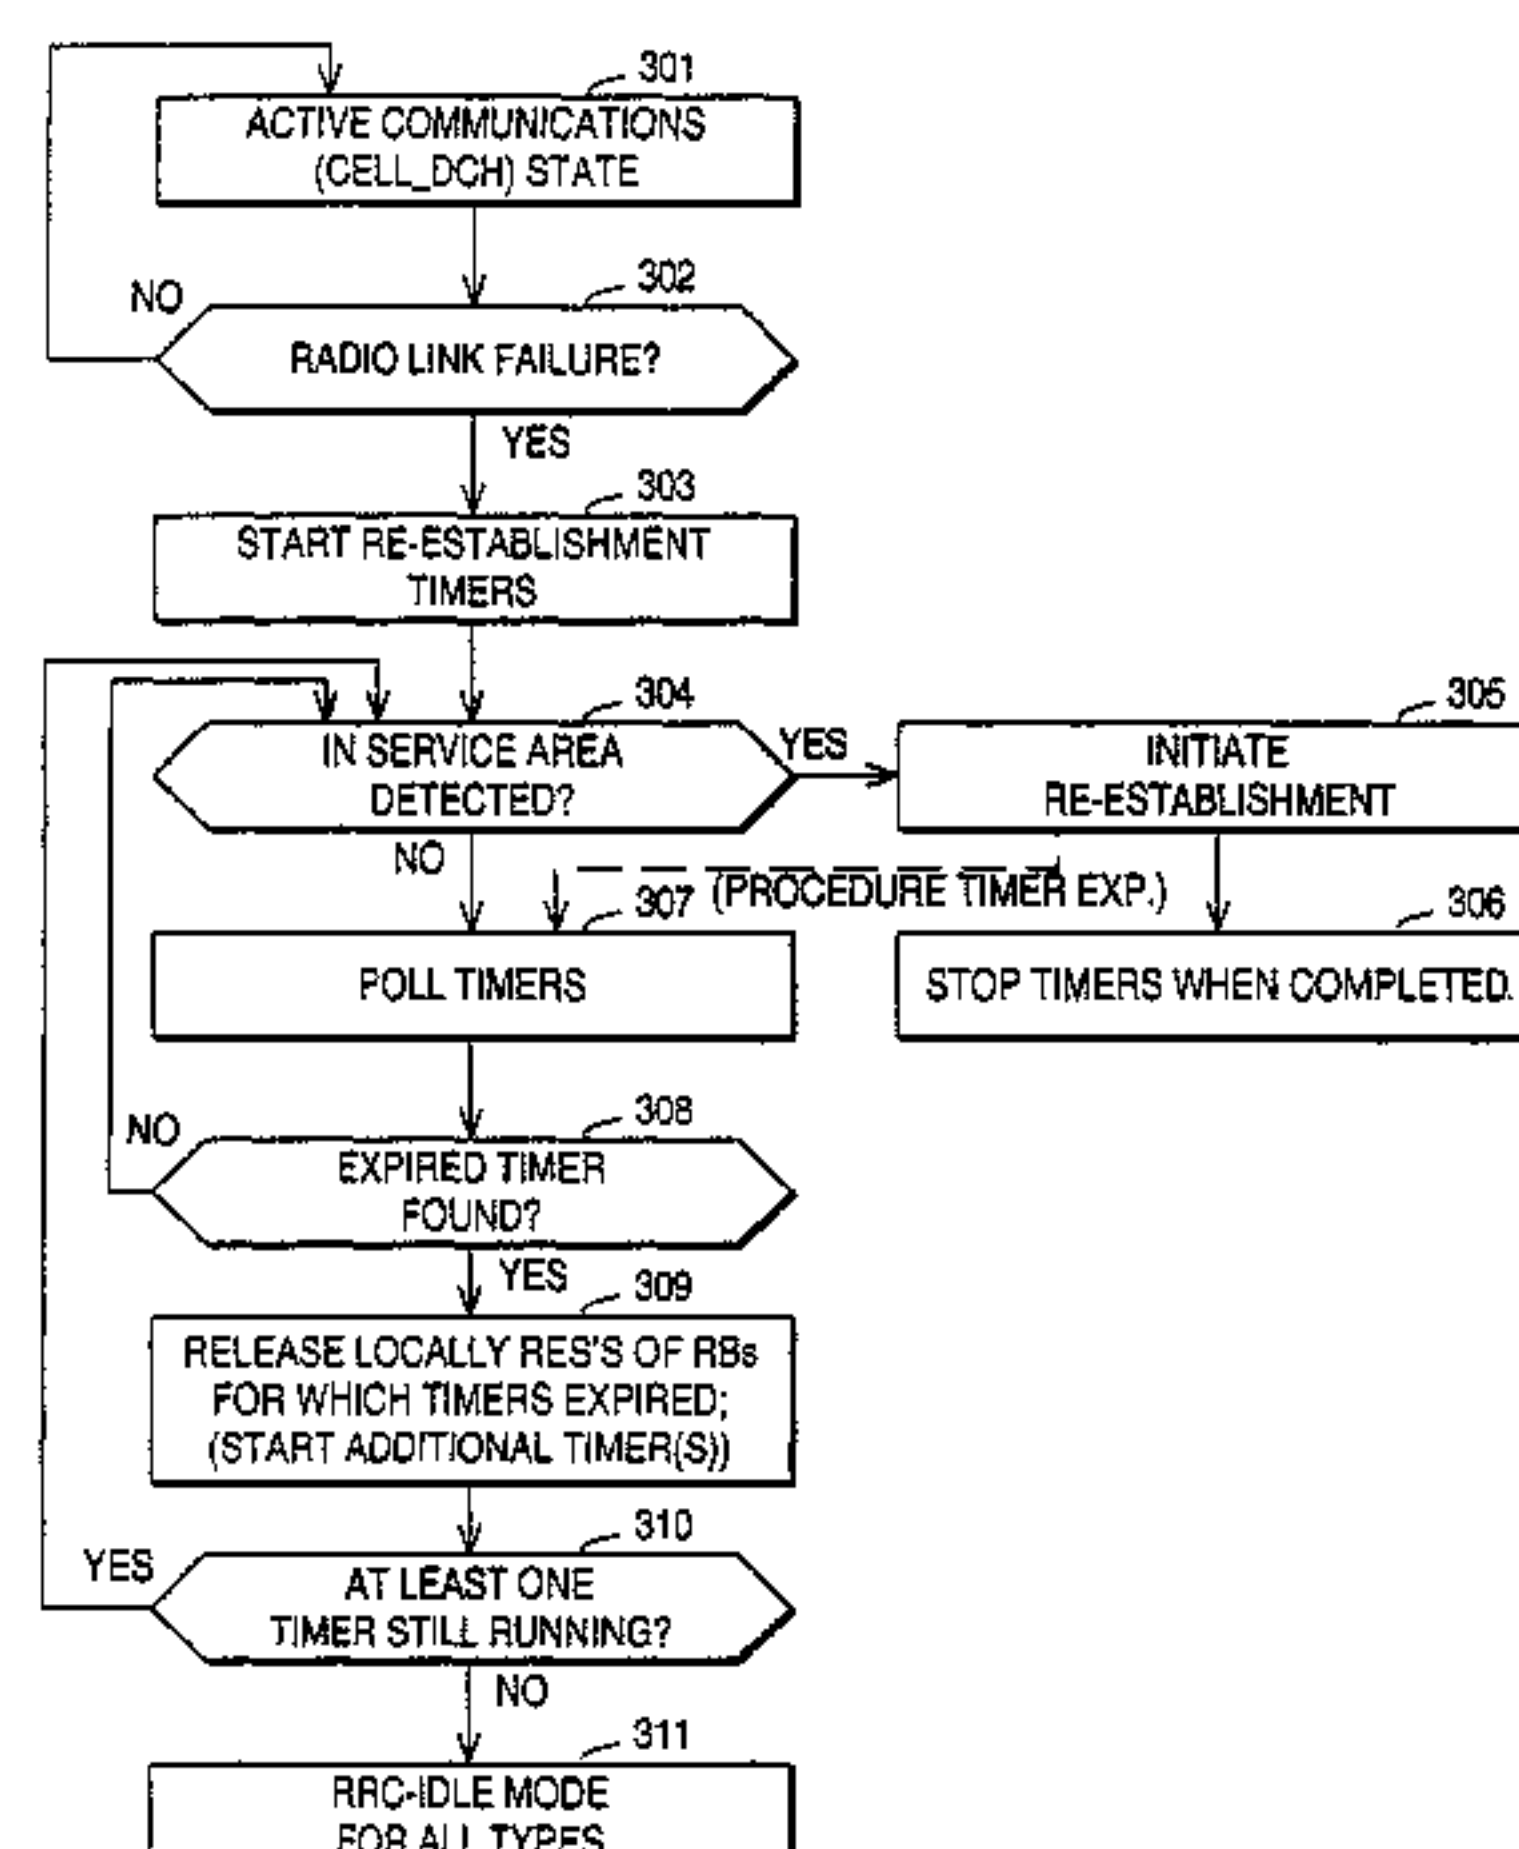 301
ACTIVE COMMUNICATIONS
(CELL_DCH) STATE
302
NO
RADIO LINK FAILURE?
YES
303
START RE-ESTABLISHMENT
TIMERS
304
305
IN SERVICE AREA
DETECTED?
YES
INITIATE
RE-ESTABLISHMENT
NO
(PROCEDURE TIMER EXP.)
307
306
POLL TIMERS
STOP TIMERS WHEN COMPLETED.
308
NO
EXPIRED TIMER
FOUND?
YES
309
RELEASE LOCALLY RES'S OF RBs
FOR WHICH TIMERS EXPIRED;
(START ADDITIONAL TIMER(S))
310
YES
AT LEAST ONE
TIMER STILL RUNNING?
NO
311
RRC-IDLE MODE
FOR ALL TYPES